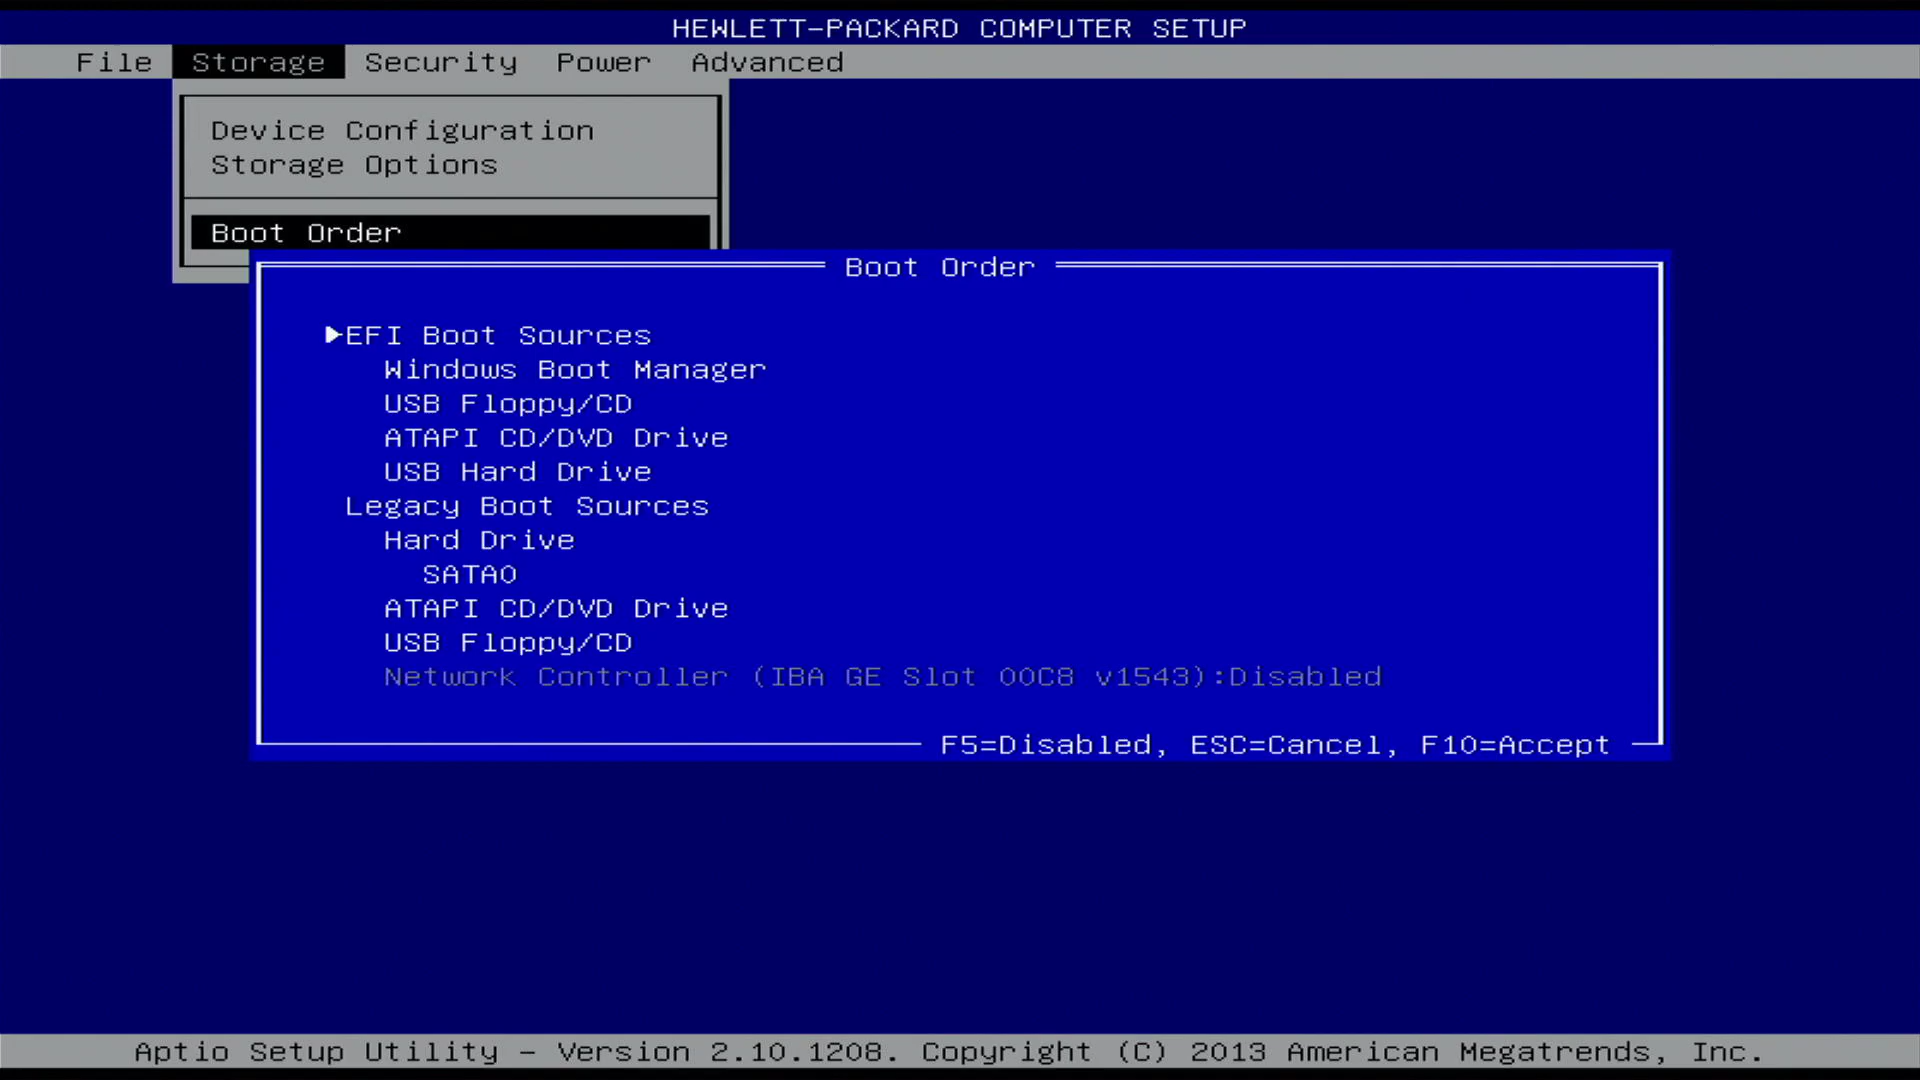 HEWLETT-PACKARD COMPUTER SETUP
File Storage Security Power Advanced
Device Configuration
Storage Options
Boot Order
Boot Order
▶EFI Boot Sources
Windows Boot Manager
USB Floppy/CD
ATAPI CD/DVD Drive
USB Hard Drive
Legacy Boot Sources
Hard Drive
SATA0
ATAPI CD/DVD Drive
USB Floppy/CD
Network Controller (IBA GE Slot 00C8 v1543):Disabled
F5=Disabled, ESC=Cancel, F10=Accept
Aptio Setup Utility - Version 2.10.1208. Copyright (C) 2013 American Megatrends, Inc.